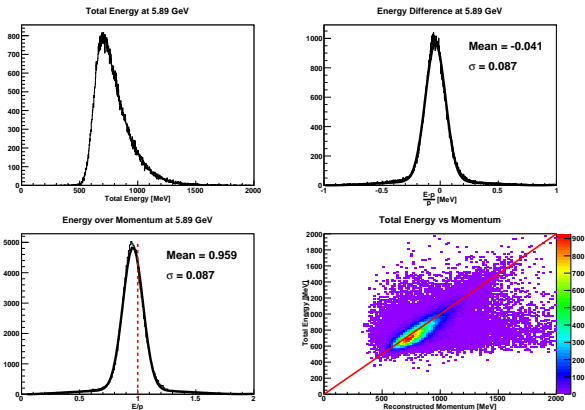 Total Energy at 5.89 GeV
800
700
600
500
400
300
200
100
0
0 500 1000 1500 2000
Total Energy [MeV]
Energy Difference at 5.89 GeV
Mean = -0.041
σ = 0.087
1000
800
600
400
200
0
-1 -0.5 0 0.5 1
E-p
p [MeV]
Energy over Momentum at 5.89 GeV
Mean = 0.959
σ = 0.087
5000
4000
3000
2000
1000
0
0 0.5 1 1.5 2
E/p
Total Energy vs Momentum
Total Energy [MeV]
2000
1800
1600
1400
1200
1000
800
600
400
200
0
0 500 1000 1500 2000
Reconstructed Momentum [MeV]
900
800
700
600
500
400
300
200
100
0